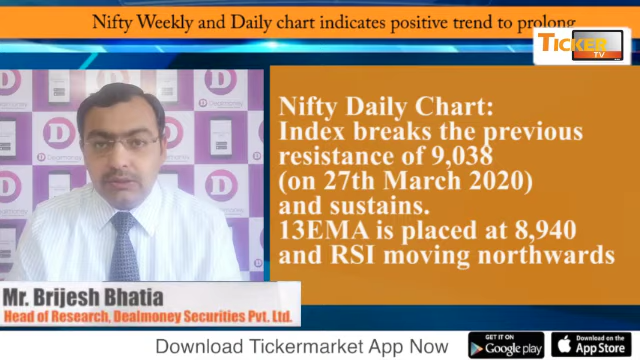 Nifty Weekly and Daily chart indicates positive trend to prolong
TICKER
TV
Nifty Daily Chart:
Index breaks the previous
resistance of 9,038
(on 27th March 2020)
and sustains.
13EMA is placed at 8,940
and RSI moving northwards
D Dealmoney
Mr. Brijesh Bhatia
Head of Research, Dealmoney Securities Pvt. Ltd.
Download Tickermarket App Now
GET IT ON
Google play
Download on the
App Store